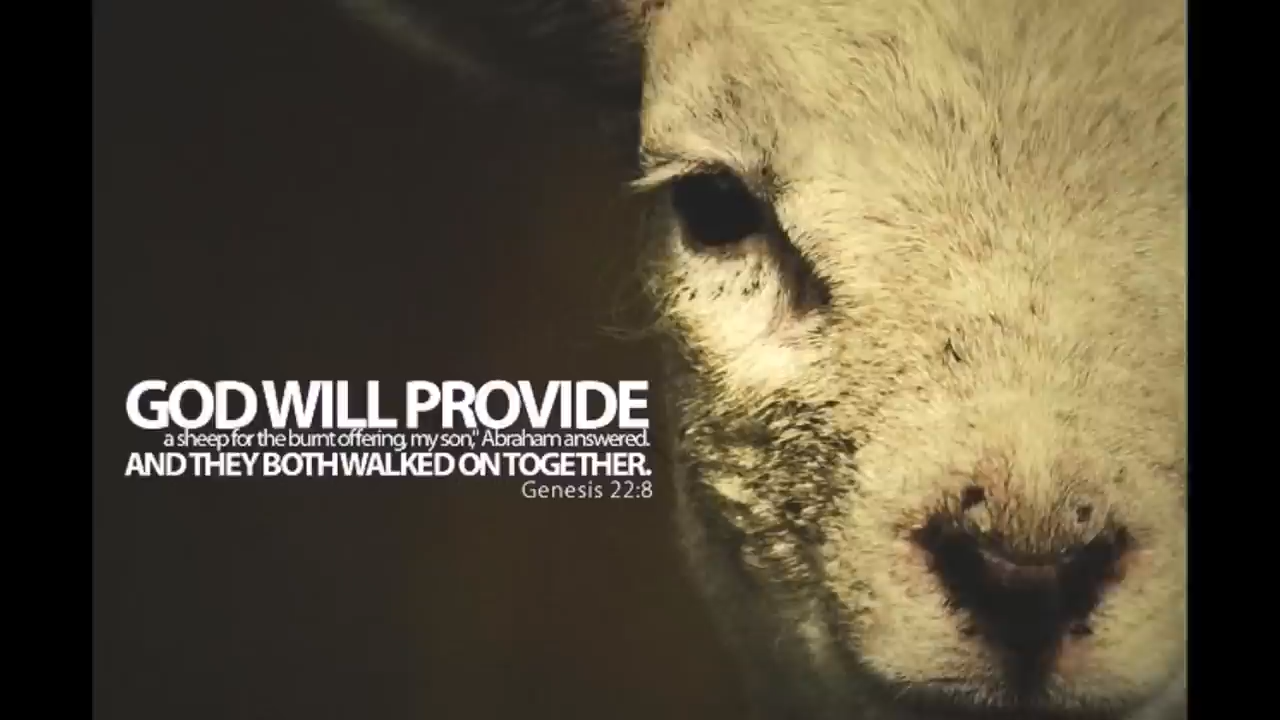 GOD WILL PROVIDE
a sheep for the burnt offering, my son," Abraham answered.
AND THEY BOTH WALKED ON TOGETHER.
Genesis 22:8